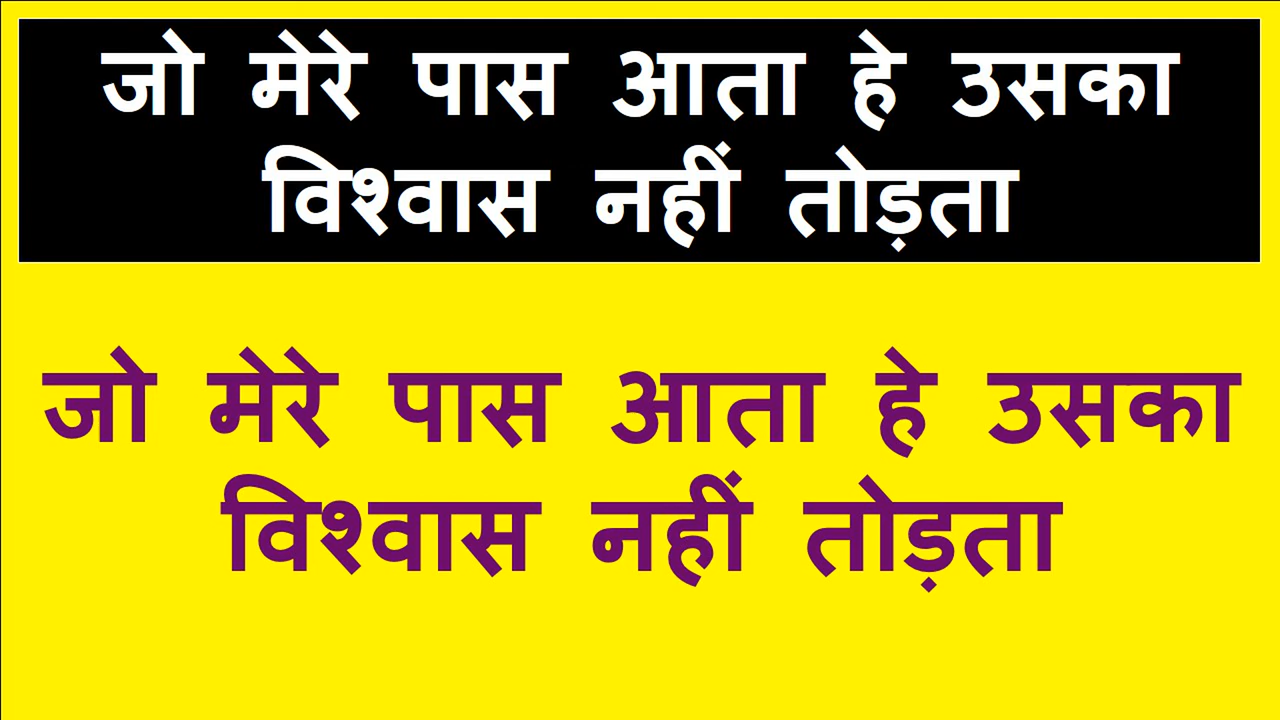 जो मेरे पास आता हे उसका
विश्वास नहीं तोड़ता
जो मेरे पास आता हे उसका
विश्वास नहीं तोड़ता